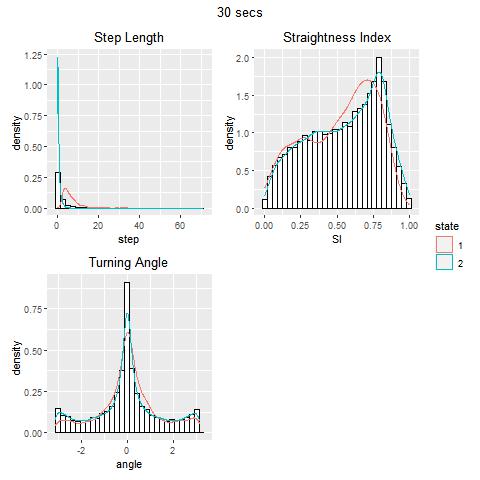 30 secs
Step Length
1.25
1.00
0.75
0.50
0.25
0.00
density
0 20 40 60
step
Straightness Index
2.0
1.5
1.0
0.5
0.0
density
0.00 0.25 0.50 0.75 1.00
SI
state
1
2
Turning Angle
0.75
0.50
0.25
0.00
density
-2 0 2
angle